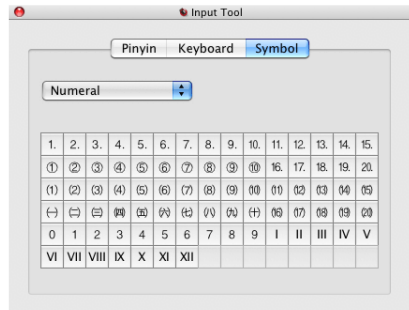 Input Tool
Pinyin Keyboard Symbol
Numeral
1. 2. 3. 4. 5. 6. 7. 8. 9. 10. 11. 12. 13. 14. 15.
① ② ③ ④ ⑤ ⑥ ⑦ ⑧ ⑨ ⑩ 16. 17. 18. 19. 20.
⑴ ⑵ ⑶ ⑷ ⑸ ⑹ ⑺ ⑻ ⑼ ⑽ ⑾ ⑿ ⒀ ⒁ ⒂
㈠ ㈡ ㈢ ㈣ ㈤ ㈥ ㈦ ㈧ ㈨ ㈩ ⒃ ⒄ ⒅ ⒆ ⒇
0 1 2 3 4 5 6 7 8 9 Ⅰ Ⅱ Ⅲ Ⅳ Ⅴ
Ⅵ Ⅶ Ⅷ Ⅸ Ⅹ Ⅺ Ⅻ